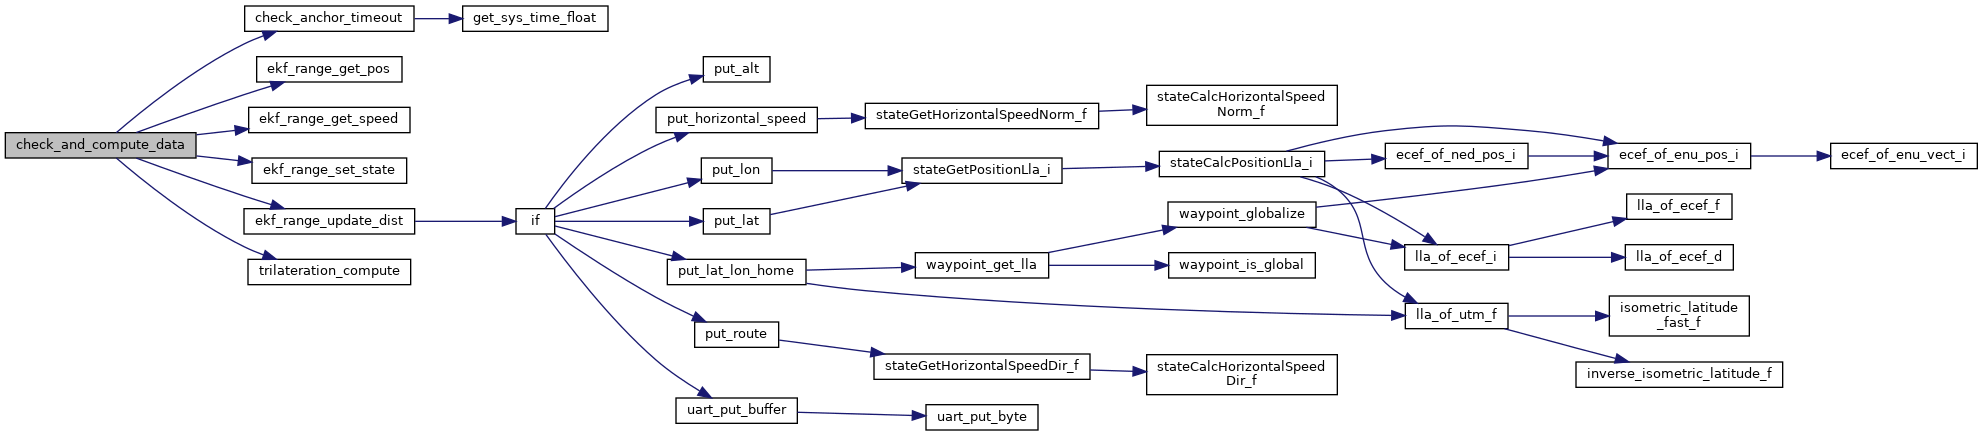 check_and_compute_data
check_anchor_timeout
get_sys_time_float
ekf_range_get_pos
ekf_range_get_speed
ekf_range_set_state
ekf_range_update_dist
trilateration_compute
if
put_alt
put_horizontal_speed
put_lon
put_lat
put_lat_lon_home
put_route
uart_put_buffer
stateGetHorizontalSpeedNorm_f
stateGetPositionLla_i
waypoint_get_lla
stateGetHorizontalSpeedDir_f
uart_put_byte
stateCalcHorizontalSpeed
Norm_f
stateCalcPositionLla_i
waypoint_globalize
waypoint_is_global
stateCalcHorizontalSpeed
Dir_f
ecef_of_ned_pos_i
lla_of_ecef_i
lla_of_utm_f
ecef_of_enu_pos_i
lla_of_ecef_f
lla_of_ecef_d
isometric_latitude
_fast_f
inverse_isometric_latitude_f
ecef_of_enu_vect_i